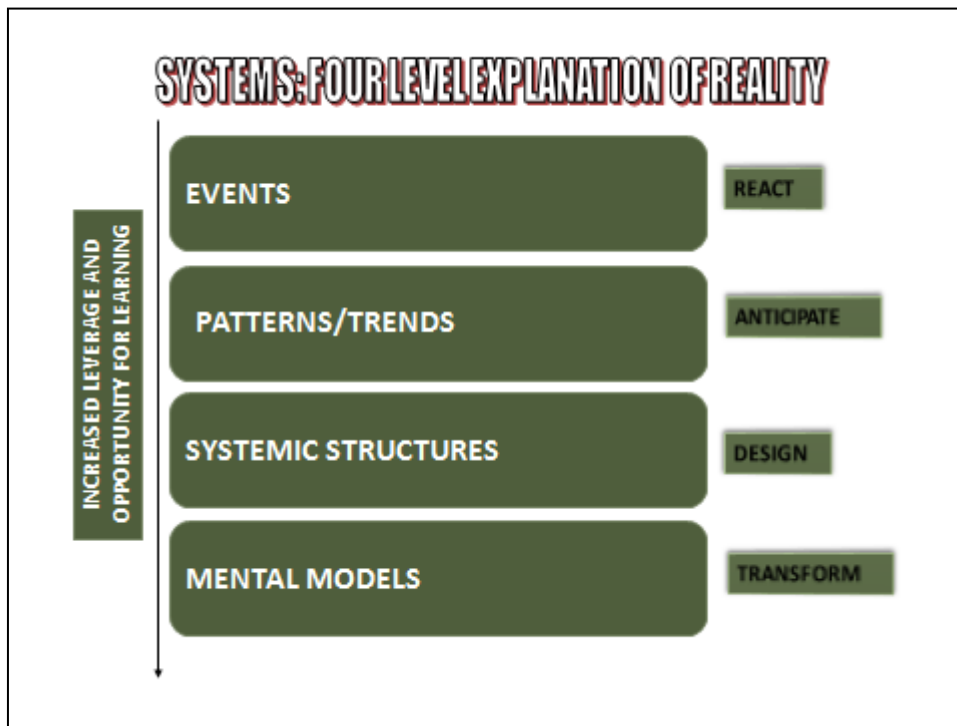 SYSTEMS: FOUR LEVEL EXPLANATION OF REALITY
INCREASED LEVERAGE AND
OPPORTUNITY FOR LEARNING
EVENTS
REACT
PATTERNS/TRENDS
ANTICIPATE
SYSTEMIC STRUCTURES
DESIGN
MENTAL MODELS
TRANSFORM